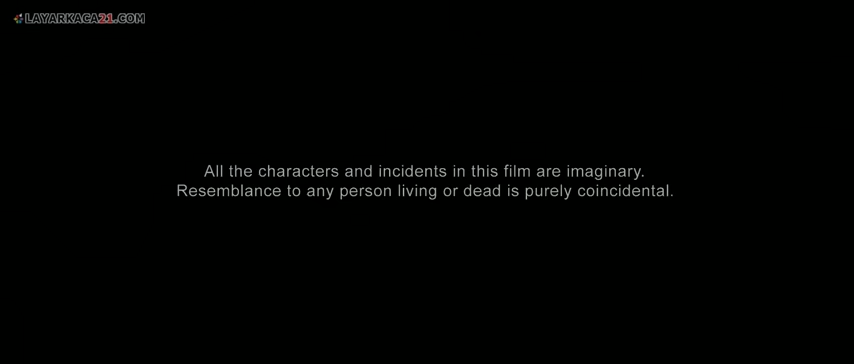 LAYARKACA21.COM
All the characters and incidents in this film are imaginary.
Resemblance to any person living or dead is purely coincidental.